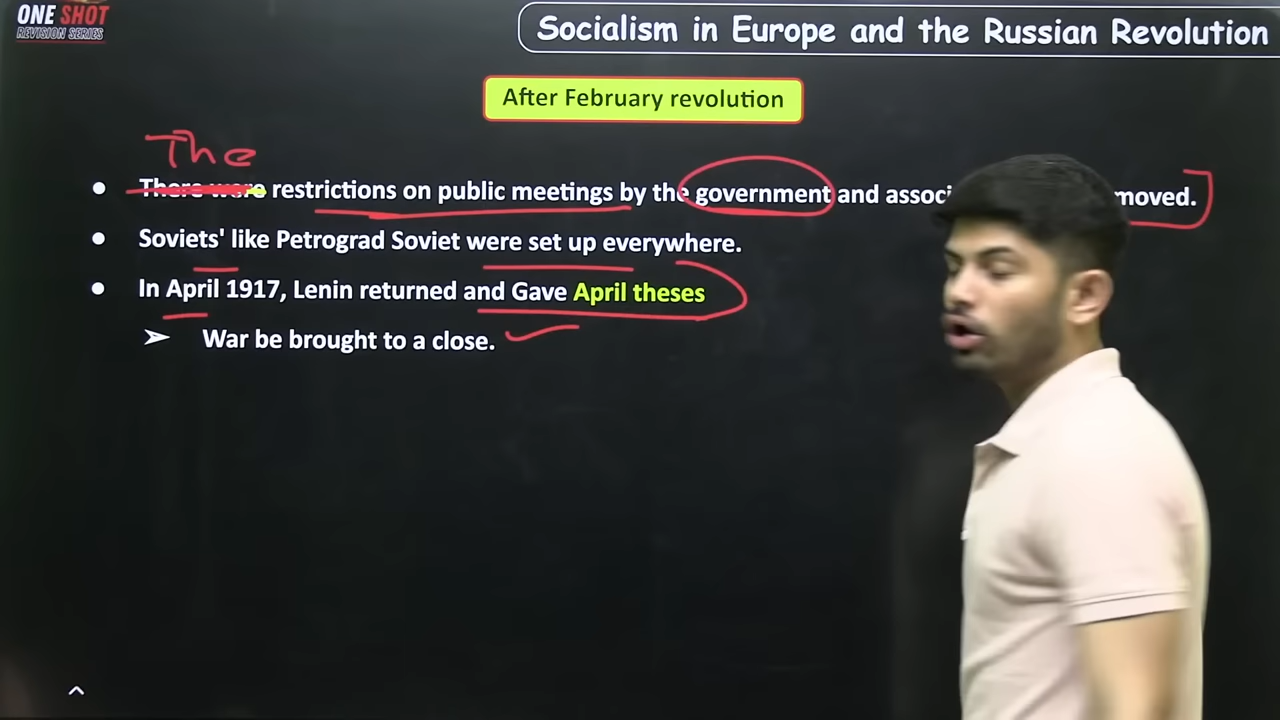 ONE SHOT
REVISION SERIES
Socialism in Europe and the Russian Revolution
After February revolution
The
• There were restrictions on public meetings by the government and associ moved.
• Soviets' like Petrograd Soviet were set up everywhere.
• In April 1917, Lenin returned and Gave April theses
➤ War be brought to a close.